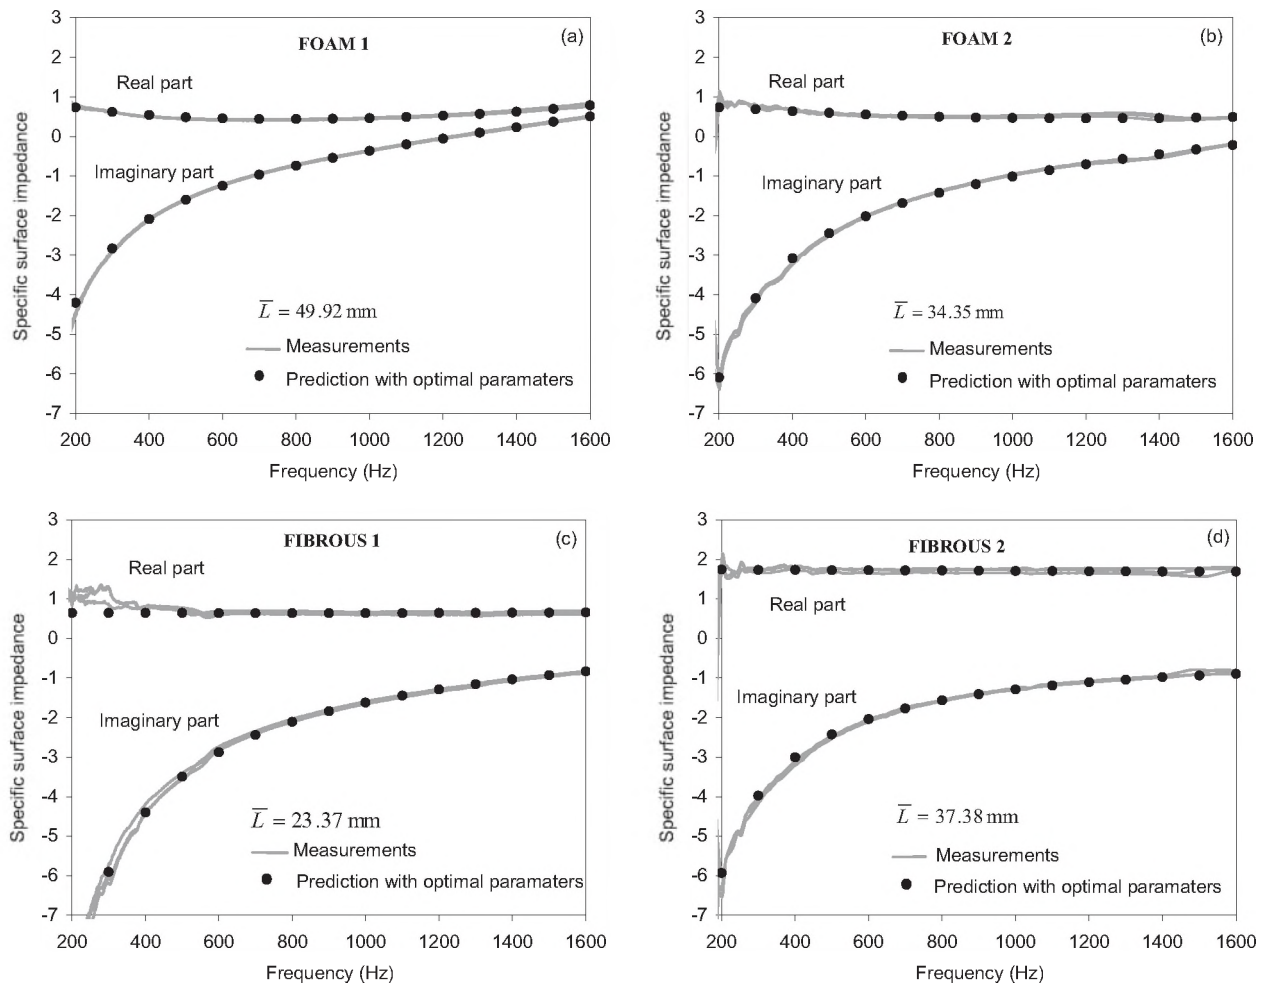 (a)
FOAM 1
Real part
Imaginary part
Specific surface impedance
3
2
1
0
-1
-2
-3
-4
-5
-6
-7
L̅ = 49.92 mm
Measurements
Prediction with optimal paramaters
200 400 600 800 1000 1200 1400 1600
Frequency (Hz)
(b)
FOAM 2
Real part
Imaginary part
Specific surface impedance
3
2
1
0
-1
-2
-3
-4
-5
-6
-7
L̅ = 34.35 mm
Measurements
Prediction with optimal paramaters
200 400 600 800 1000 1200 1400 1600
Frequency (Hz)
(c)
FIBROUS 1
Real part
Imaginary part
Specific surface impedance
3
2
1
0
-1
-2
-3
-4
-5
-6
-7
L̅ = 23.37 mm
Measurements
Prediction with optimal paramaters
200 400 600 800 1000 1200 1400 1600
Frequency (Hz)
(d)
FIBROUS 2
Real part
Imaginary part
Specific surface impedance
3
2
1
0
-1
-2
-3
-4
-5
-6
-7
L̅ = 37.38 mm
Measurements
Prediction with optimal paramaters
200 400 600 800 1000 1200 1400 1600
Frequency (Hz)